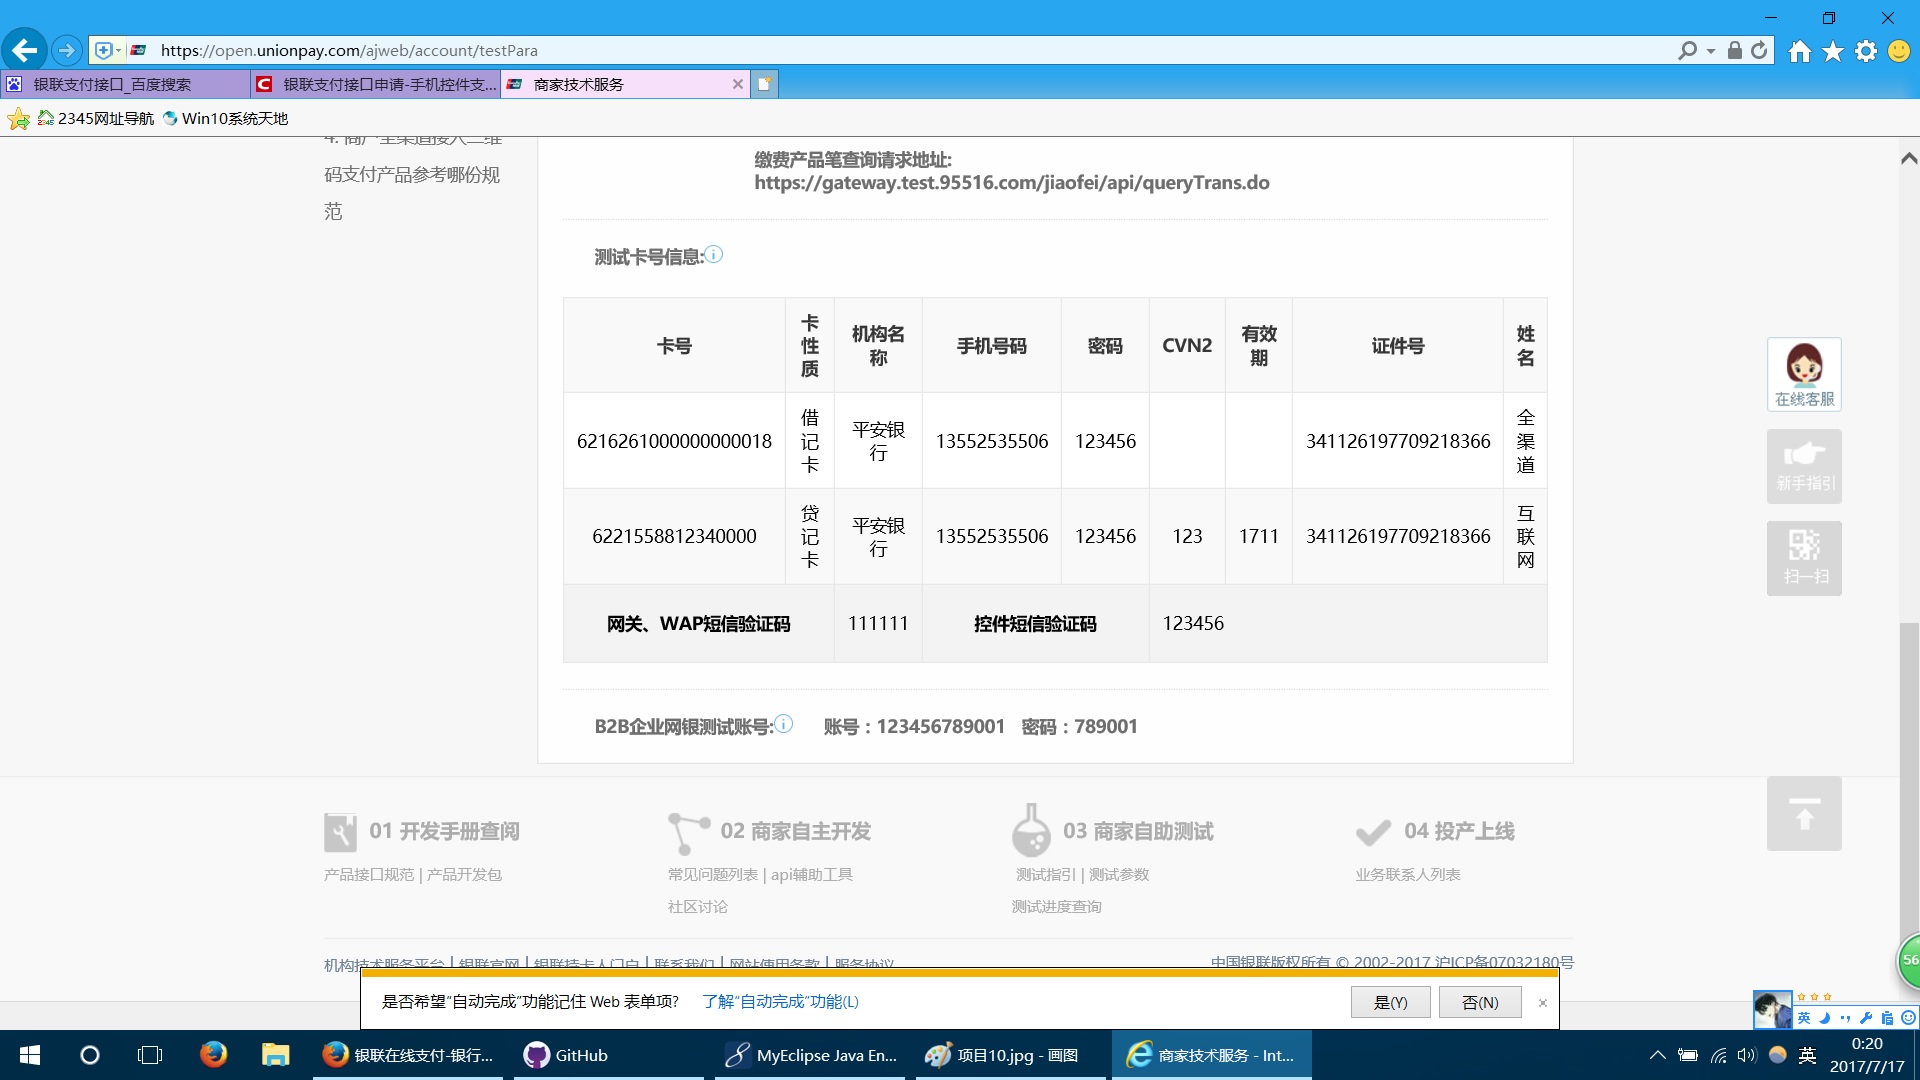 https://open.unionpay.com/ajweb/account/testPara
银联支付接口_百度搜索
银联支付接口申请-手机控件支...
商家技术服务
2345网址导航
Win10系统天地
4. 商户全渠道接入二维
码支付产品参考哪份规
范
缴费产品笔查询请求地址:
https://gateway.test.95516.com/jiaofei/api/queryTrans.do
测试卡号信息:
卡号 卡性质 机构名称 手机号码 密码 CVN2 有效期 证件号 姓名
6216261000000000018 借记卡 平安银行 13552535506 123456 341126197709218366 全渠道
6221558812340000 贷记卡 平安银行 13552535506 123456 123 1711 341126197709218366 互联网
网关、WAP短信验证码 111111 控件短信验证码 123456
B2B企业网银测试账号: 账号：123456789001 密码：789001
在线客服
新手指引
扫一扫
01 开发手册查阅
产品接口规范 | 产品开发包
02 商家自主开发
常见问题列表 | api辅助工具
社区讨论
03 商家自助测试
测试指引 | 测试参数
测试进度查询
04 投产上线
业务联系人列表
机构技术服务平台 | 银联官网 | 银联持卡人门户 | 联系我们 | 网站使用条款 | 服务协议
中国银联版权所有 © 2002-2017 沪ICP备07032180号
是否希望“自动完成”功能记住 Web 表单项?
了解“自动完成”功能(L)
是(Y)
否(N)
×
56
英
银联在线支付-银行...
GitHub
MyEclipse Java En...
项目10.jpg - 画图
商家技术服务 - Int...
英
0:20
2017/7/17